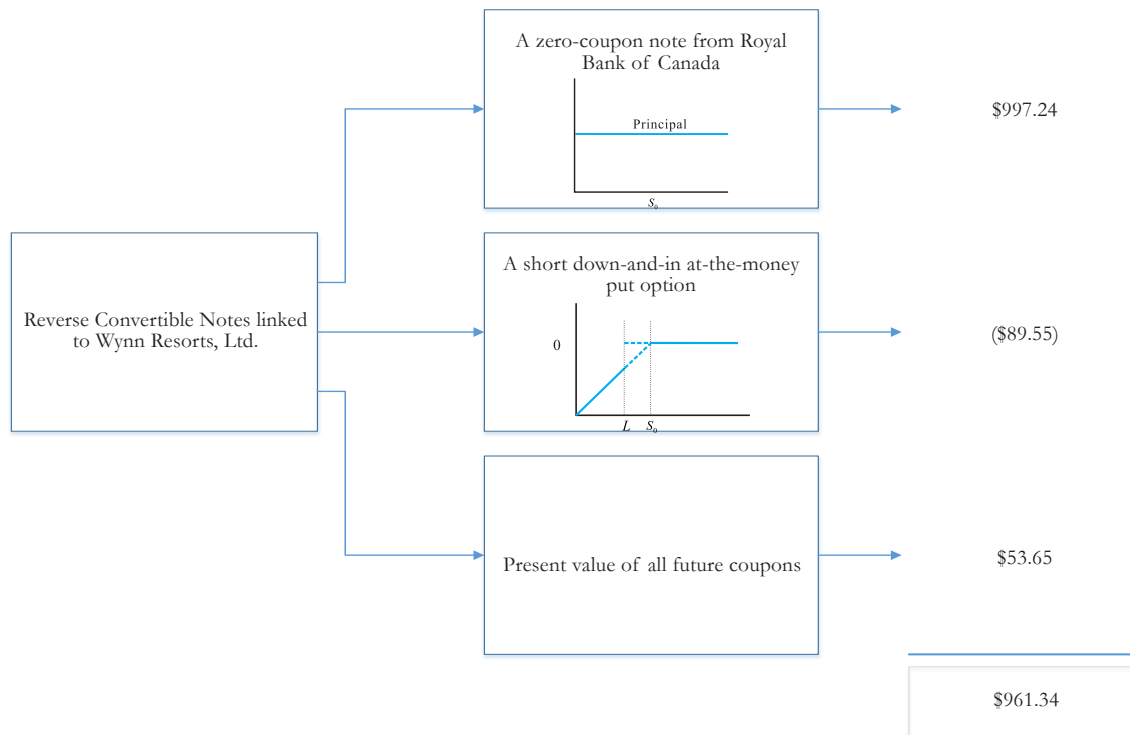 A zero-coupon note from Royal
Bank of Canada
Principal
S₀
$997.24
Reverse Convertible Notes linked
to Wynn Resorts, Ltd.
A short down-and-in at-the-money
put option
0
L S₀
($89.55)
Present value of all future coupons
$53.65
$961.34